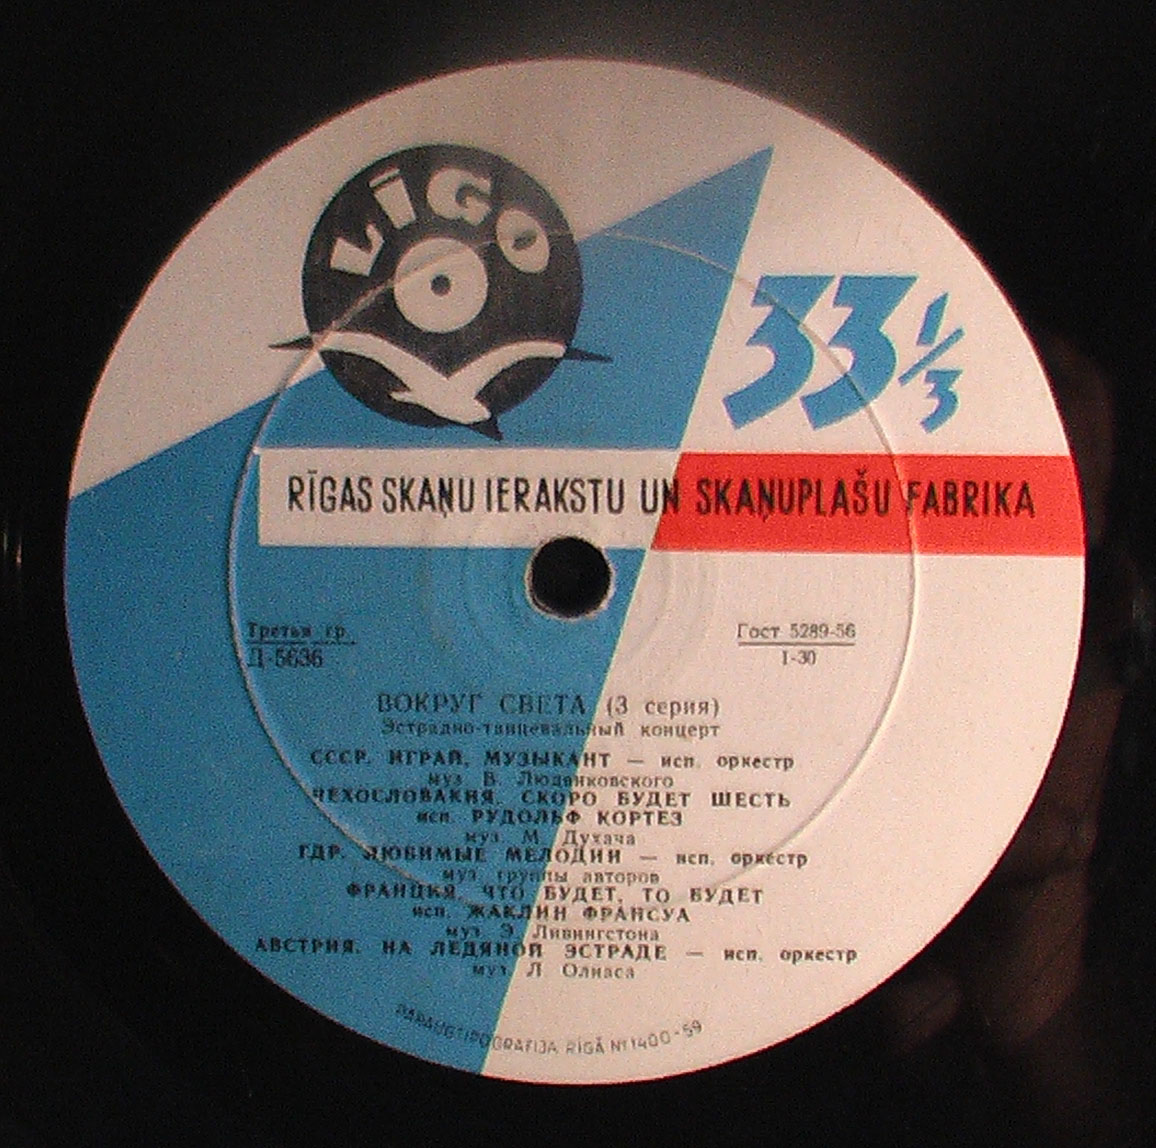 LĪGO
33 1/3
RĪGAS SKAŅU IERAKSTU UN SKAŅUPLAŠU FABRIKA
Третья гр.
Д-5636
Гост 5289-56
1-30
ВОКРУГ СВЕТА (3 серия)
Эстрадно-танцевальный концерт
СССР. ИГРАЙ, МУЗЫКАНТ — исп. оркестр
муз. В. Людвиковского
ЧЕХОСЛОВАКИЯ. СКОРО БУДЕТ ШЕСТЬ
исп. РУДОЛЬФ КОРТЕЗ
муз. М. Духача
ГДР. ЛЮБИМЫЕ МЕЛОДИИ — исп. оркестр
муз. группы авторов
ФРАНЦИЯ. ЧТО БУДЕТ, ТО БУДЕТ
исп. ЖАКЛИН ФРАНСУА
муз. Э. Ливингстона
АВСТРИЯ. НА ЛЕДЯНОЙ ЭСТРАДЕ — исп. оркестр
муз. Л. Олиаса
PARAUGTIPOGRAFIJA RĪGĀ Nr1400-59